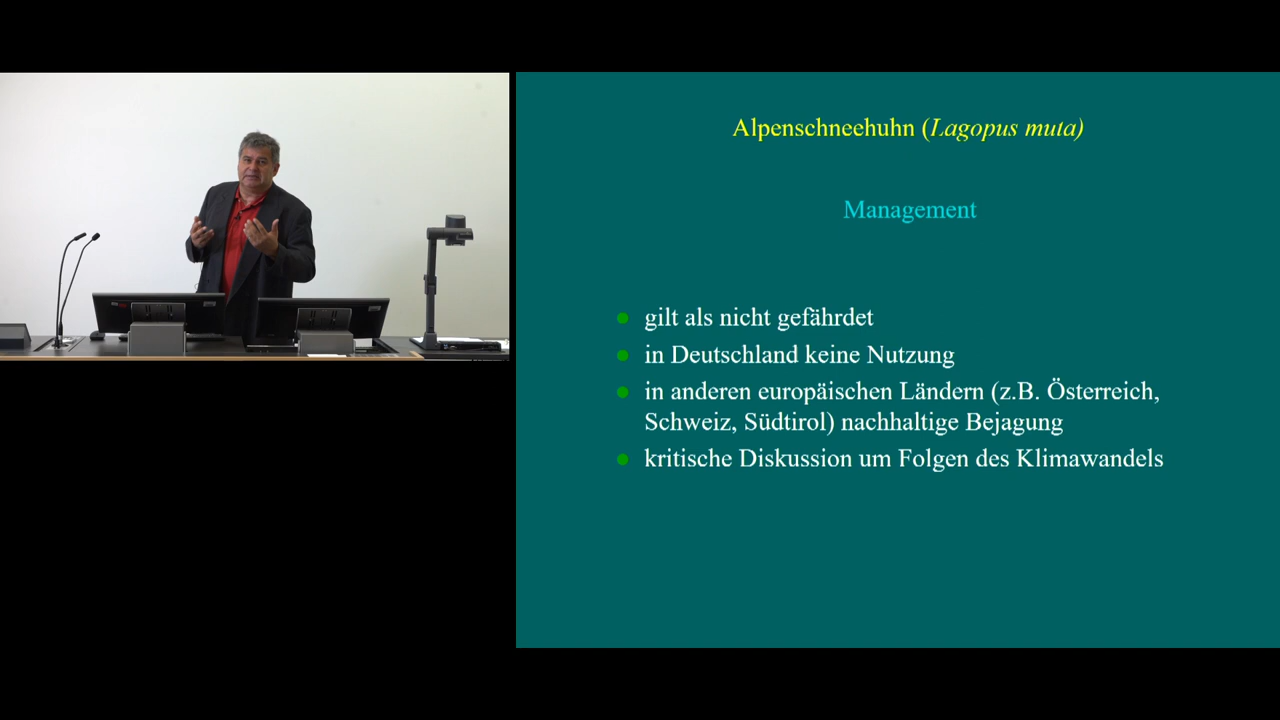 Alpenschneehuhn (Lagopus muta)
Management
gilt als nicht gefährdet
in Deutschland keine Nutzung
in anderen europäischen Ländern (z.B. Österreich,
Schweiz, Südtirol) nachhaltige Bejagung
kritische Diskussion um Folgen des Klimawandels